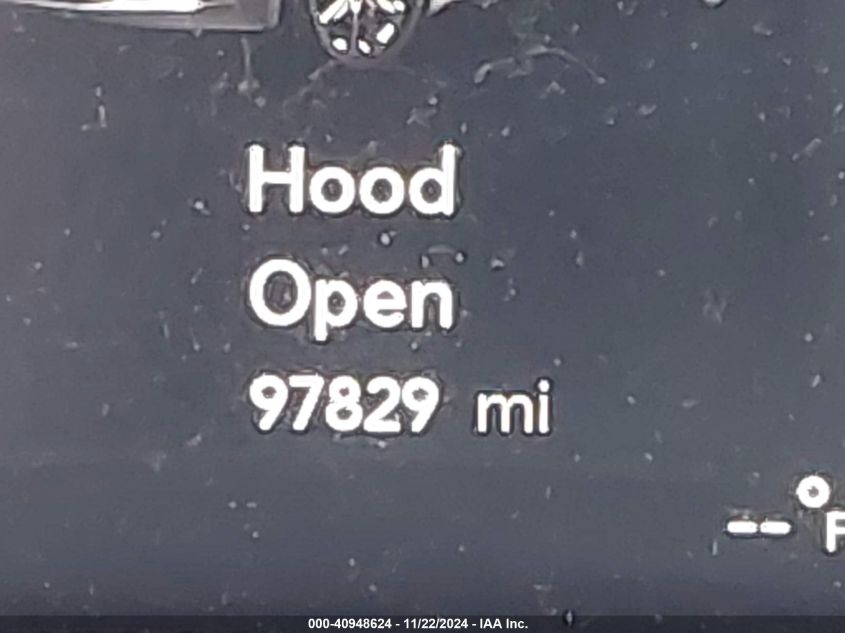 Hood
Open
97829 mi
--°F
000-40948624 - 11/22/2024 - IAA Inc.